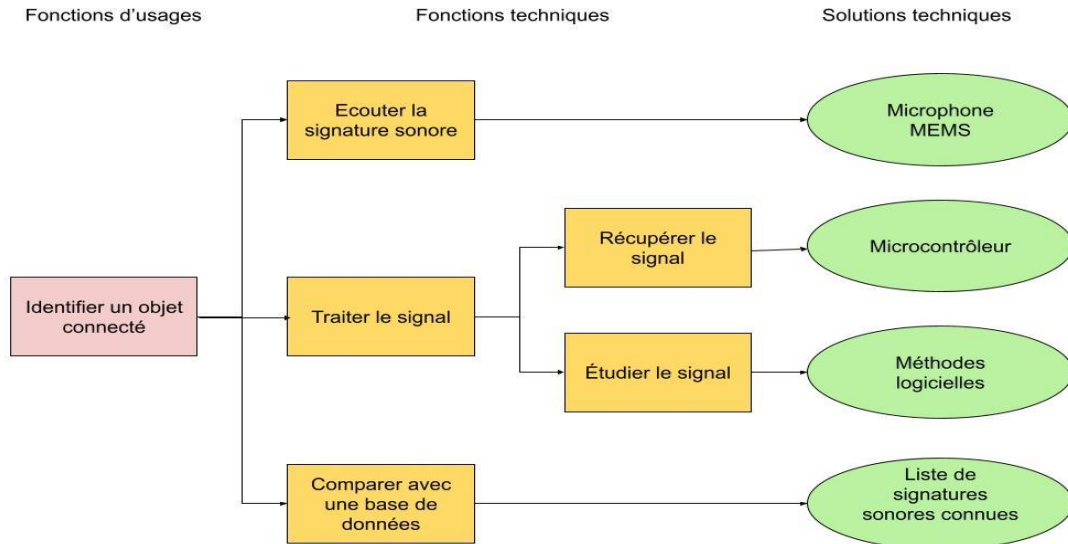 Fonctions d'usages
Fonctions techniques
Solutions techniques
Ecouter la
signature sonore
Microphone
MEMS
Récupérer le
signal
Microcontrôleur
Identifier un objet
connecté
Traiter le signal
Étudier le signal
Méthodes
logicielles
Comparer avec
une base de
données
Liste de
signatures
sonores connues